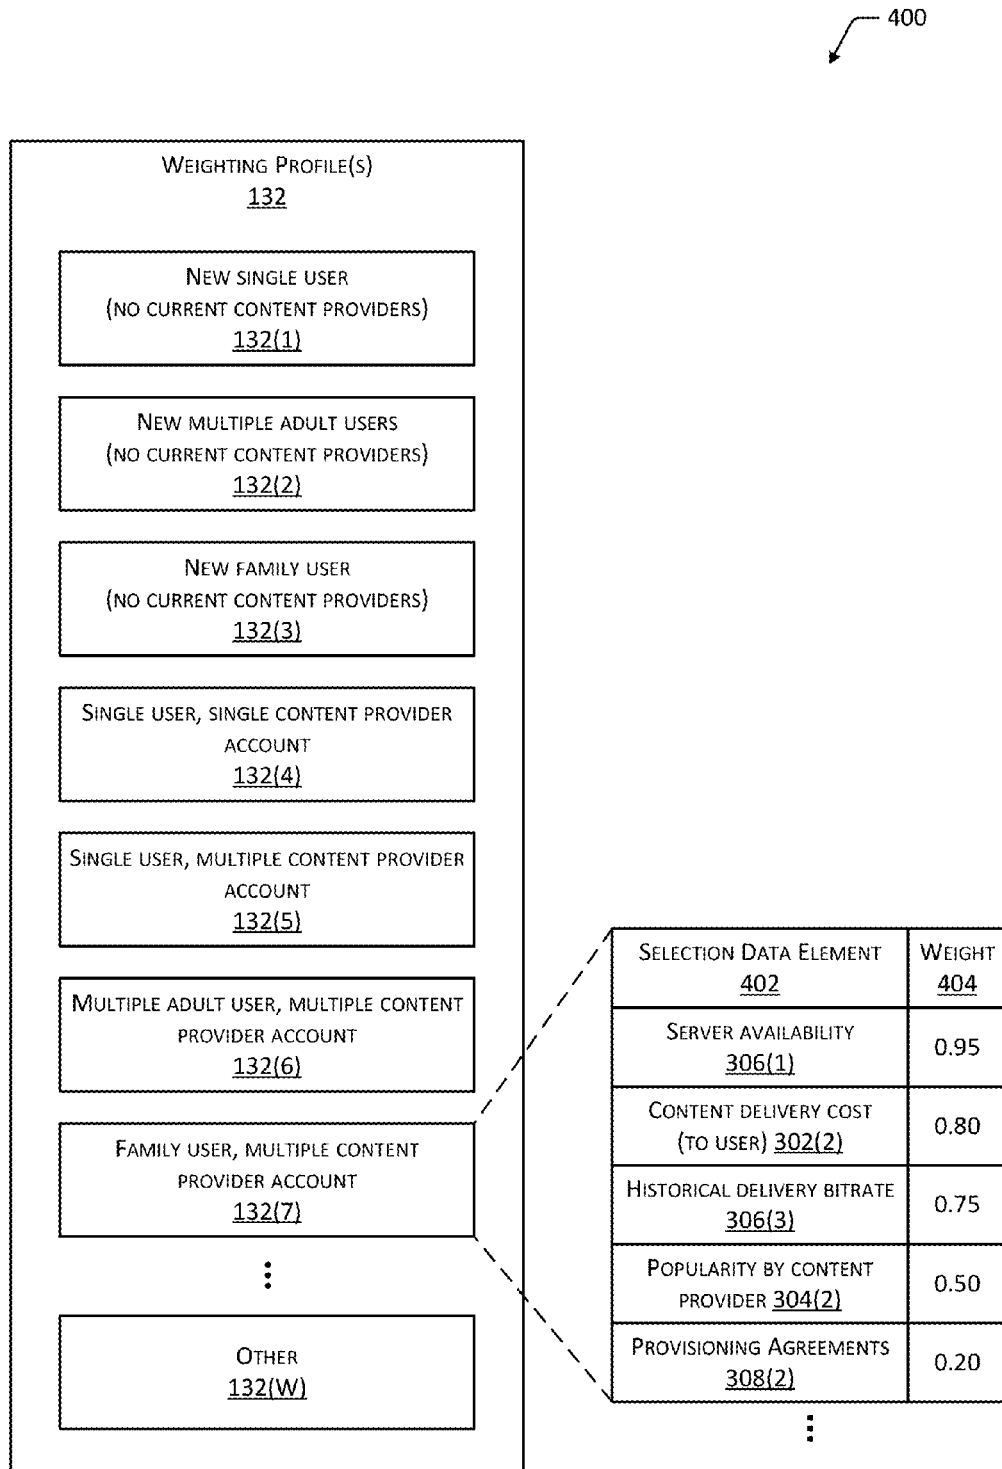 400
WEIGHTING PROFILE(S)
132
NEW SINGLE USER
(NO CURRENT CONTENT PROVIDERS)
132(1)
NEW MULTIPLE ADULT USERS
(NO CURRENT CONTENT PROVIDERS)
132(2)
NEW FAMILY USER
(NO CURRENT CONTENT PROVIDERS)
132(3)
SINGLE USER, SINGLE CONTENT PROVIDER
ACCOUNT
132(4)
SINGLE USER, MULTIPLE CONTENT PROVIDER
ACCOUNT
132(5)
MULTIPLE ADULT USER, MULTIPLE CONTENT
PROVIDER ACCOUNT
132(6)
FAMILY USER, MULTIPLE CONTENT
PROVIDER ACCOUNT
132(7)
OTHER
132(W)
SELECTION DATA ELEMENT
402
WEIGHT
404
SERVER AVAILABILITY
306(1)
0.95
CONTENT DELIVERY COST
(TO USER) 302(2)
0.80
HISTORICAL DELIVERY BITRATE
306(3)
0.75
POPULARITY BY CONTENT
PROVIDER 304(2)
0.50
PROVISIONING AGREEMENTS
308(2)
0.20